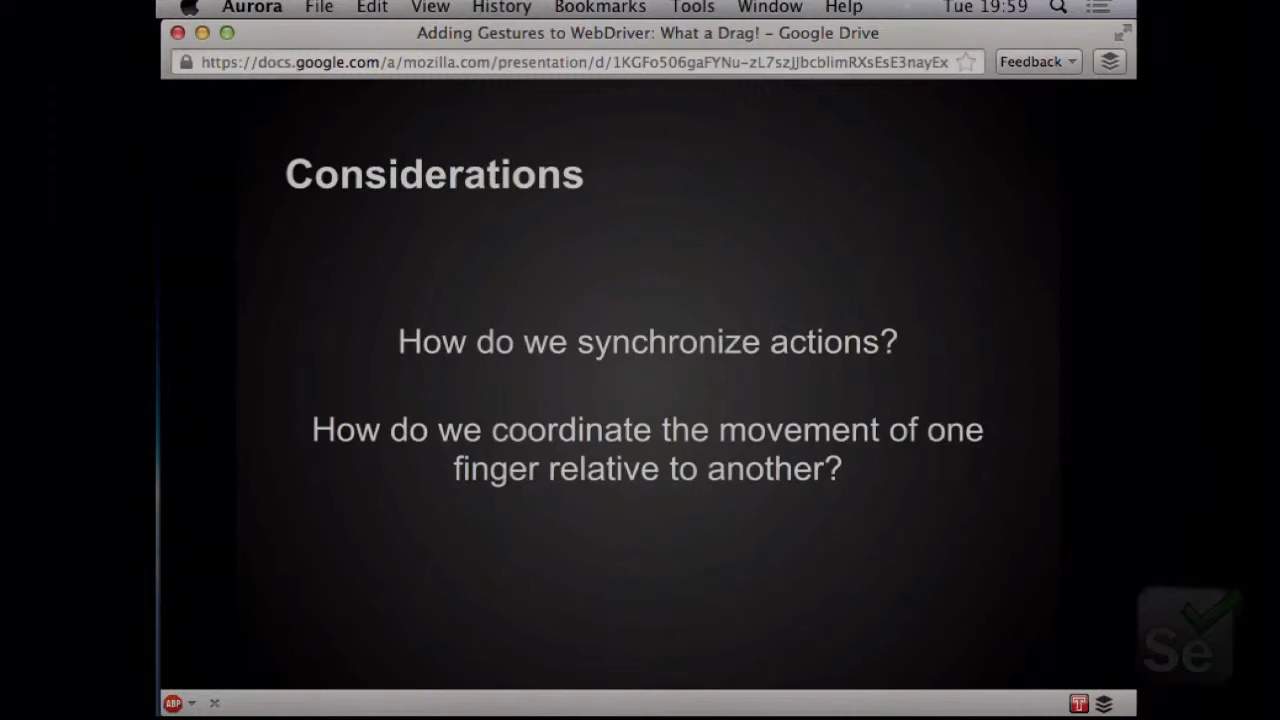 Aurora File Edit View History Bookmarks Tools Window Help Tue 19:59
Adding Gestures to WebDriver: What a Drag! – Google Drive
https://docs.google.com/a/mozilla.com/presentation/d/1KGFo506gaFYNu-zL7szJJbcblimRXsEsE3nayEx Feedback
Considerations
How do we synchronize actions?
How do we coordinate the movement of one
finger relative to another?
Se
ABP
T